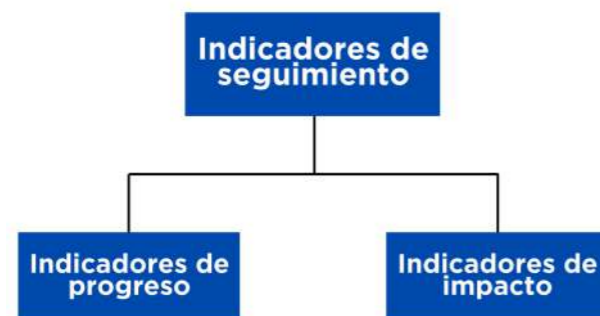 Indicadores de
seguimiento
Indicadores de
progreso
Indicadores de
impacto